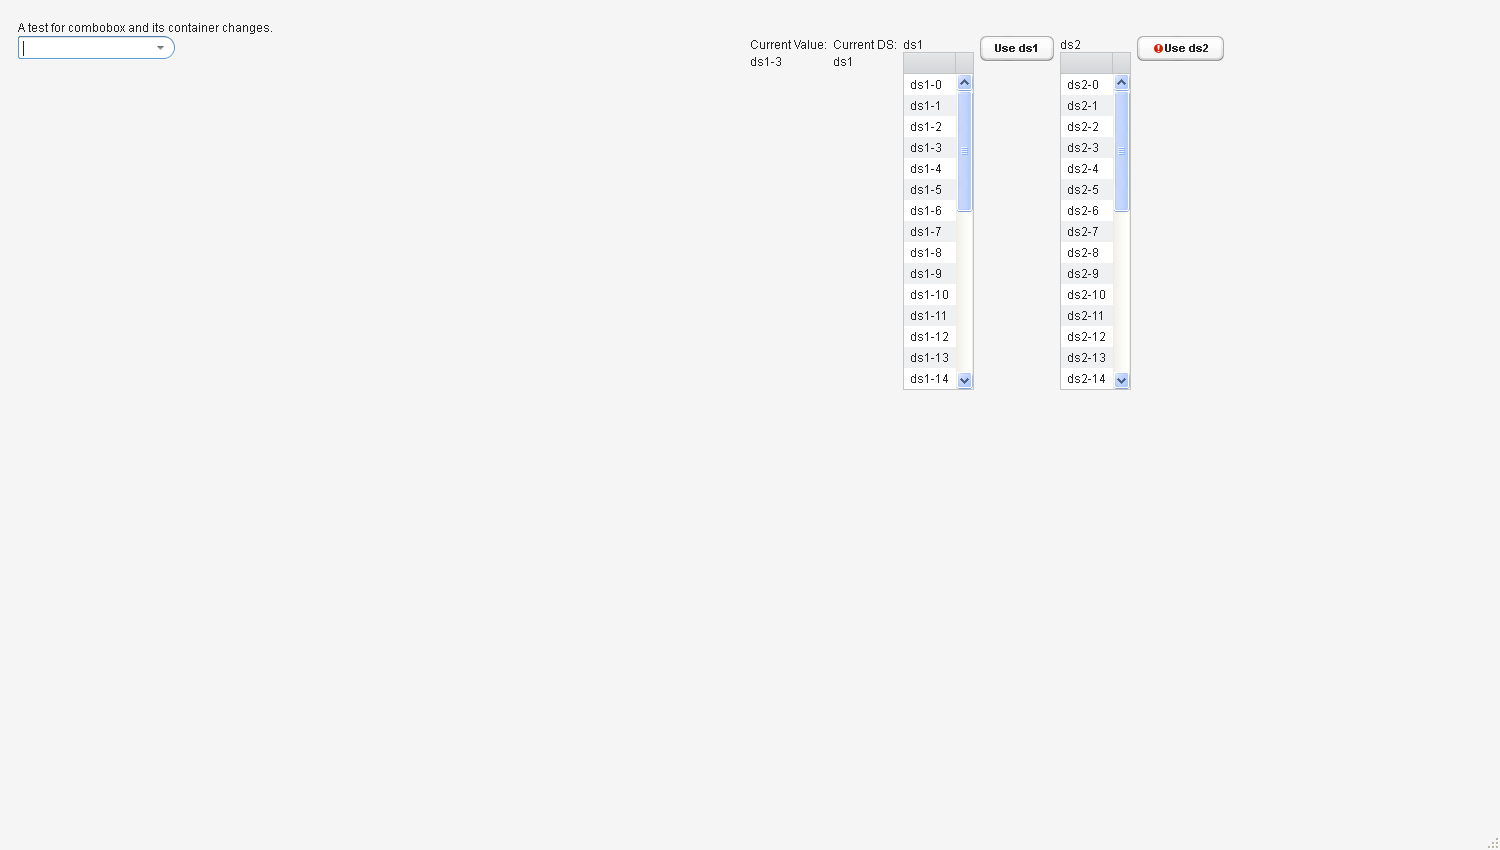 A test for combobox and its container changes.
Current Value:
ds1-3
Current DS:
ds1
ds1
ds1-0
ds1-1
ds1-2
ds1-3
ds1-4
ds1-5
ds1-6
ds1-7
ds1-8
ds1-9
ds1-10
ds1-11
ds1-12
ds1-13
ds1-14
Use ds1
ds2
ds2-0
ds2-1
ds2-2
ds2-3
ds2-4
ds2-5
ds2-6
ds2-7
ds2-8
ds2-9
ds2-10
ds2-11
ds2-12
ds2-13
ds2-14
Use ds2